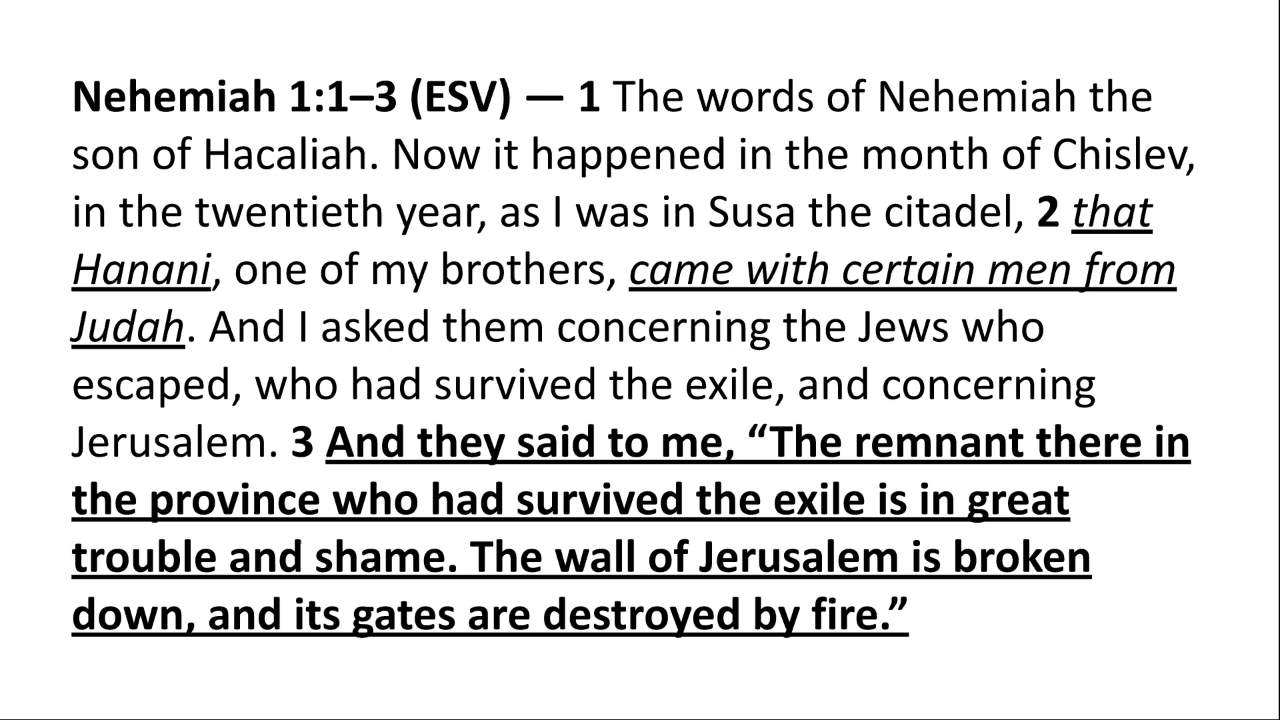 Nehemiah 1:1–3 (ESV) — 1 The words of Nehemiah the
son of Hacaliah. Now it happened in the month of Chislev,
in the twentieth year, as I was in Susa the citadel, 2 that
Hanani, one of my brothers, came with certain men from
Judah. And I asked them concerning the Jews who
escaped, who had survived the exile, and concerning
Jerusalem. 3 And they said to me, “The remnant there in
the province who had survived the exile is in great
trouble and shame. The wall of Jerusalem is broken
down, and its gates are destroyed by fire.”